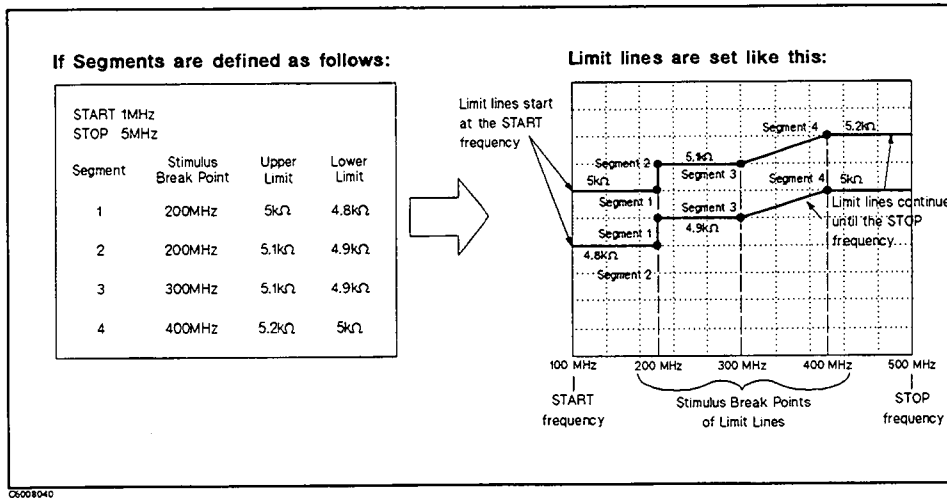 If Segments are defined as follows:
START 1MHz
STOP 5MHz
Segment Stimulus Break Point Upper Limit Lower Limit
1 200MHz 5kΩ 4.8kΩ
2 200MHz 5.1kΩ 4.9kΩ
3 300MHz 5.1kΩ 4.9kΩ
4 400MHz 5.2kΩ 5kΩ
Limit lines are set like this:
Limit lines start
at the START
frequency
Segment 4 5.2kΩ
Segment 2 5.1kΩ
Segment 3
5kΩ
Segment 4 5kΩ
Segment 1
Segment 3
Limit lines continue
until the STOP
frequency
Segment 1
4.9kΩ
4.8kΩ
Segment 2
100 MHz 200 MHz 300 MHz 400 MHz 500 MHz
START
frequency
Stimulus Break Points
of Limit Lines
STOP
frequency
C5008040